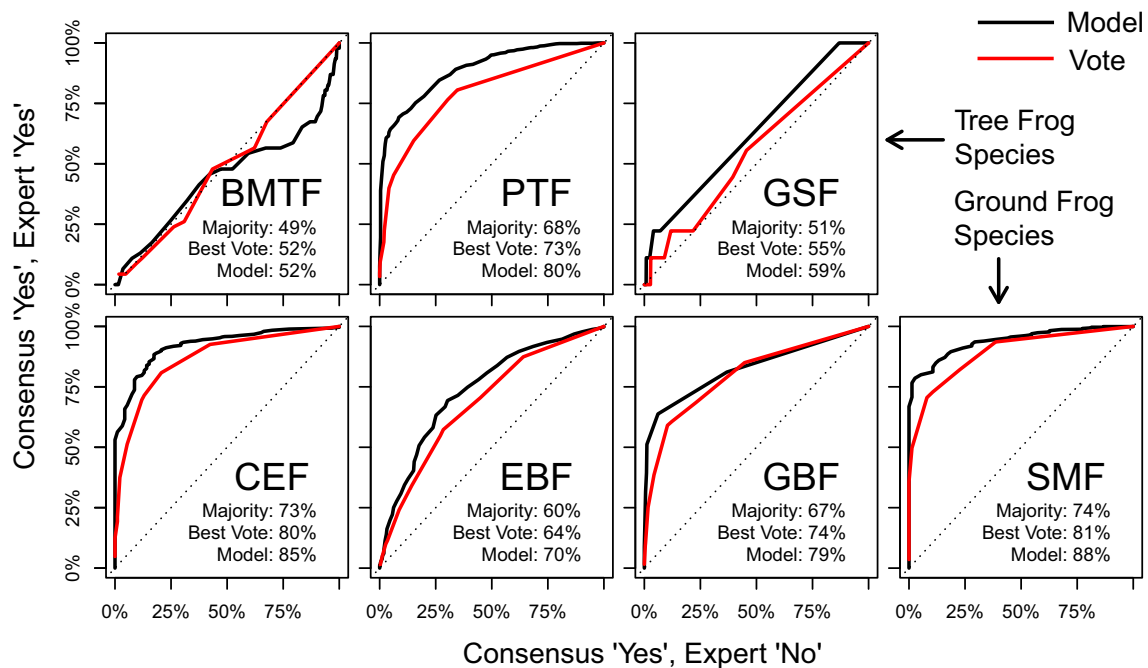 Model
Vote
Consensus 'Yes', Expert 'Yes'
0%
25%
50%
75%
100%
BMTF
Majority: 49%
Best Vote: 52%
Model: 52%
PTF
Majority: 68%
Best Vote: 73%
Model: 80%
GSF
Majority: 51%
Best Vote: 55%
Model: 59%
Tree Frog
Species
Ground Frog
Species
0%
25%
50%
75%
100%
CEF
Majority: 73%
Best Vote: 80%
Model: 85%
EBF
Majority: 60%
Best Vote: 64%
Model: 70%
GBF
Majority: 67%
Best Vote: 74%
Model: 79%
SMF
Majority: 74%
Best Vote: 81%
Model: 88%
0% 25% 50% 75%
0% 25% 50% 75%
0% 25% 50% 75%
0% 25% 50% 75% 100%
Consensus 'Yes', Expert 'No'